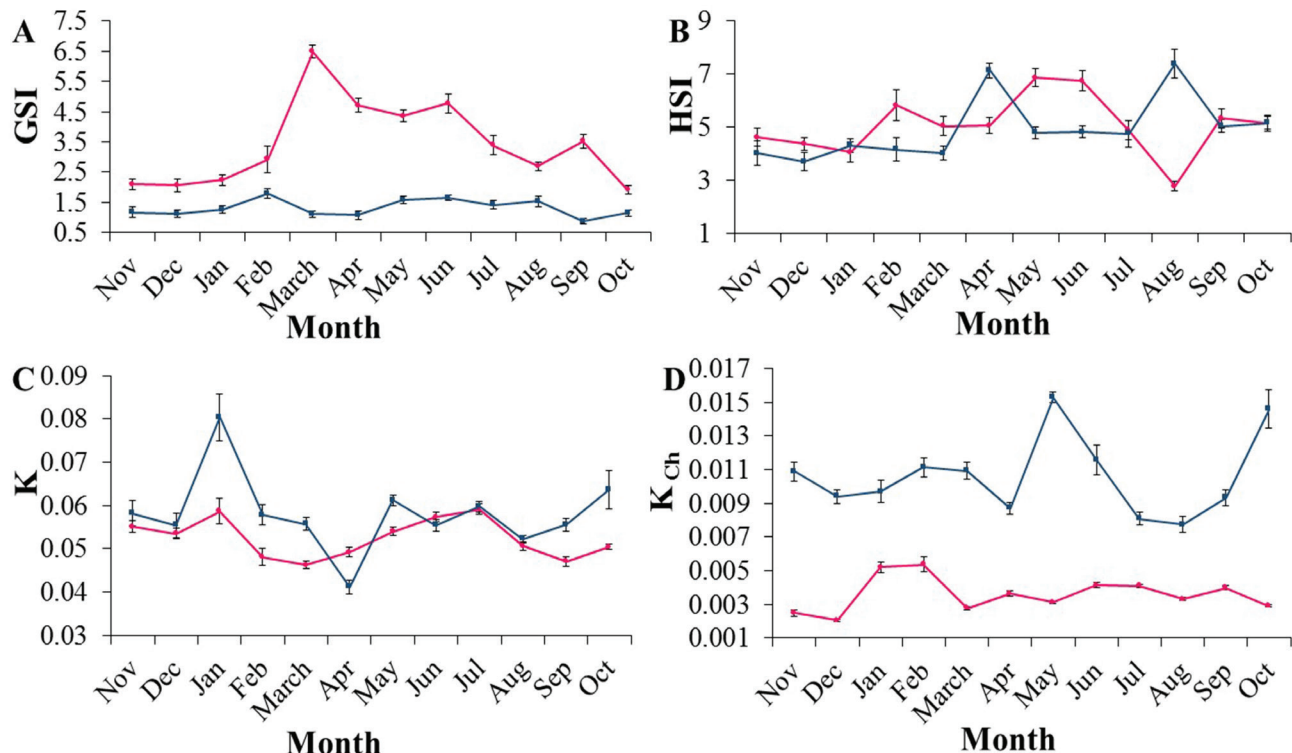 A
GSI
7.5
6.5
5.5
4.5
3.5
2.5
1.5
0.5
Nov Dec Jan Feb March Apr May Jun Jul Aug Sep Oct
Month
B
HSI
9
7
5
3
1
Nov Dec Jan Feb March Apr May Jun Jul Aug Sep Oct
Month
C
K
0.09
0.08
0.07
0.06
0.05
0.04
0.03
Nov Dec Jan Feb March Apr May Jun Jul Aug Sep Oct
Month
D
K Ch
0.017
0.015
0.013
0.011
0.009
0.007
0.005
0.003
0.001
Nov Dec Jan Feb March Apr May Jun Jul Aug Sep Oct
Month